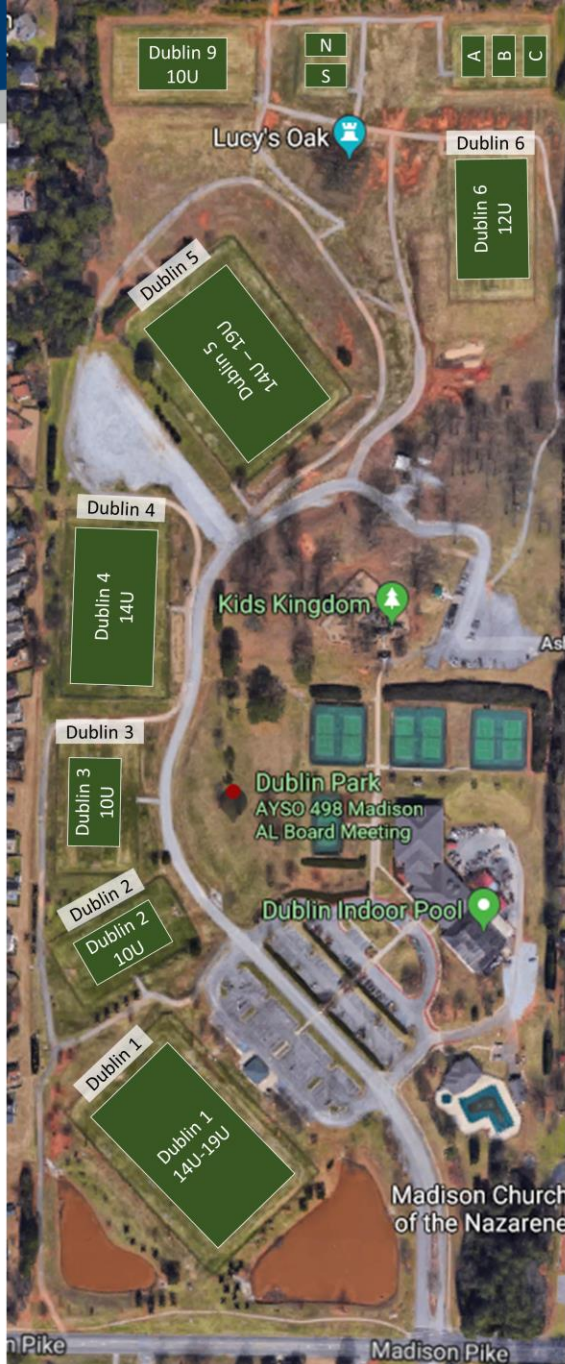 Dublin 9
10U
N
S
A
B
C
Lucy's Oak
Dublin 6
Dublin 6
12U
Dublin 5
Dublin 5
14U – 19U
Dublin 4
Dublin 4
14U
Kids Kingdom
Dublin 3
Dublin 3
10U
Dublin Park
AYSO 498 Madison
AL Board Meeting
Dublin 2
Dublin 2
10U
Dublin Indoor Pool
Dublin 1
Dublin 1
14U-19U
Madison Church
of the Nazarene
Pike
Madison Pike